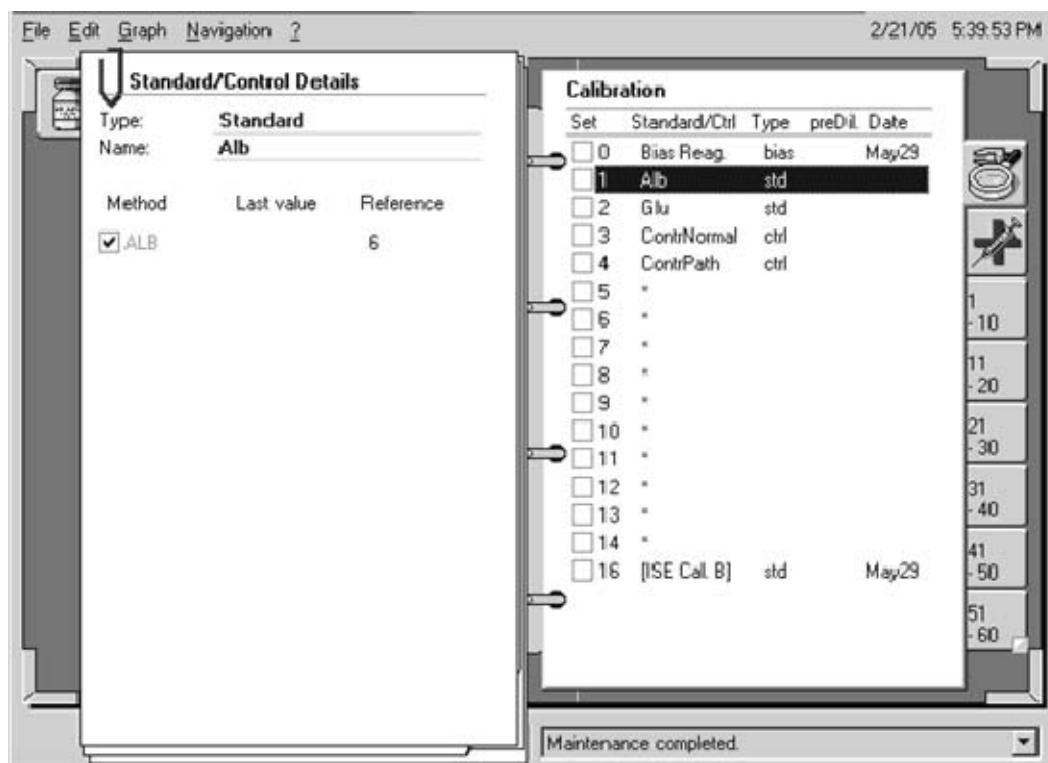 File Edit Graph Navigation ?
2/21/05 5:39:53 PM
Standard/Control Details
Type: Standard
Name: Alb
Method Last value Reference
ALB 6
Calibration
Set Standard/Ctrl Type preDil. Date
0 Bias Reag. bias May29
1 Alb std
2 Glu std
3 ContrNormal ctrl
4 ContrPath ctrl
5 *
6 *
7 *
8 *
9 *
10 *
11 *
12 *
13 *
14 *
16 [ISE Cal. B] std May29
1
- 10
11
- 20
21
- 30
31
- 40
41
- 50
51
- 60
Maintenance completed.